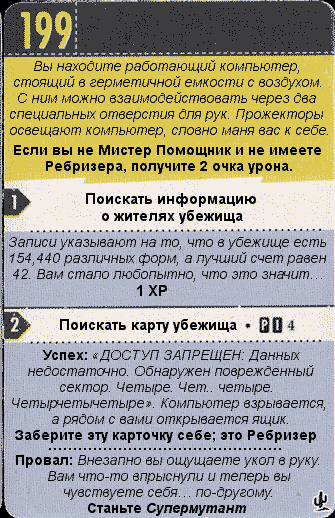 199
Вы находите работающий компьютер,
стоящий в герметичной емкости с воздухом.
С ним можно взаимодействовать через два
специальных отверстия для рук. Прожекторы
освещают компьютер, словно маня вас к себе.
Если вы не Мистер Помощник и не имеете
Ребризера, получите 2 очка урона.
1 Поискать информацию
о жителях убежища
Записи указывают на то, что в убежище есть
154,440 различных форм, а лучший счет равен
42. Вам стало любопытно, что это значит...
1 XP
2 Поискать карту убежища • P I 4
Успех: «ДОСТУП ЗАПРЕЩЕН: Данных
недостаточно. Обнаружен поврежденный
сектор. Четыре. Чет.. четыре.
Четырчетычетыре». Компьютер взрывается,
а рядом с вами открывается ящик.
Заберите эту карточку себе; это Ребризер
Провал: Внезапно вы ощущаете укол в руку.
Вам что-то впрыснули и теперь вы
чувствуете себя... по-другому.
Станьте Супермутант